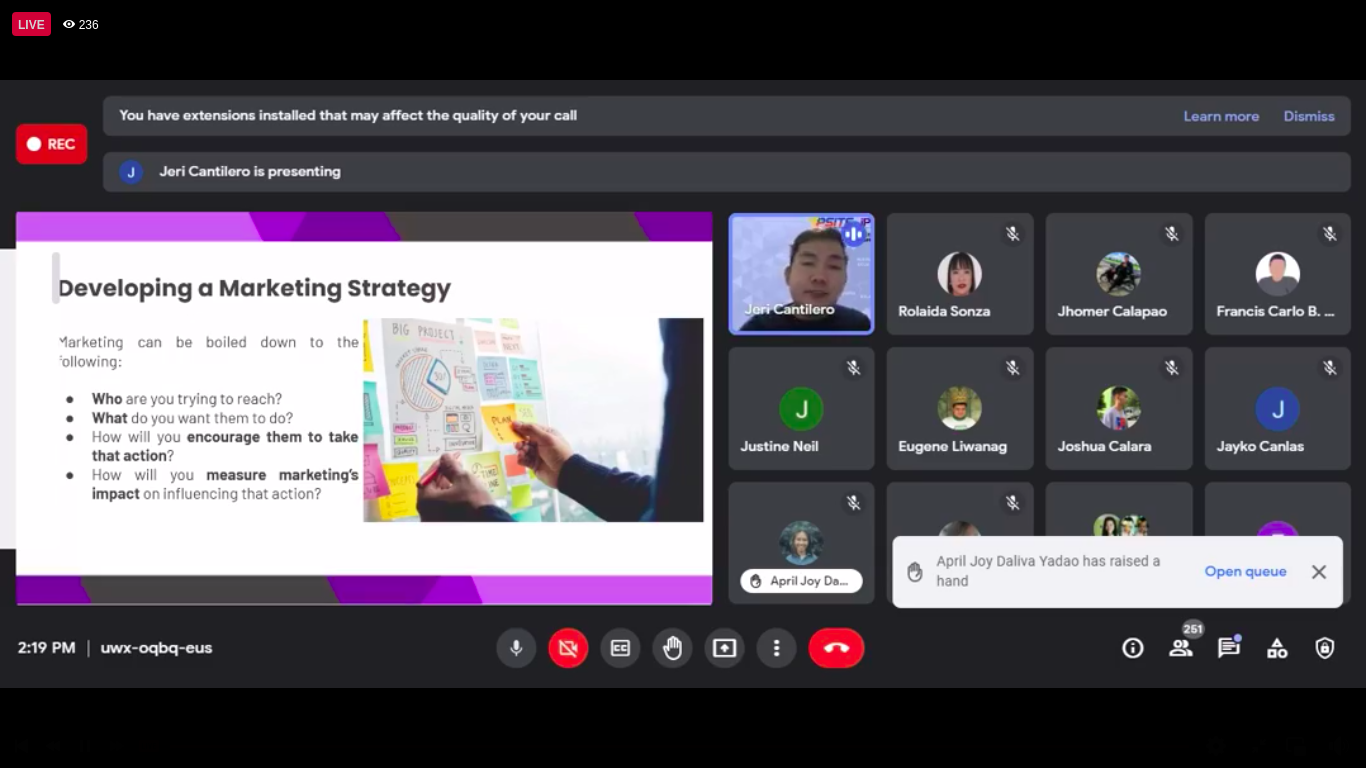 LIVE 236
You have extensions installed that may affect the quality of your call Learn more Dismiss
REC
J Jeri Cantilero is presenting
Developing a Marketing Strategy
Marketing can be boiled down to the
following:
● Who are you trying to reach?
● What do you want them to do?
● How will you encourage them to take
that action?
● How will you measure marketing's
impact on influencing that action?
BIG PROJECT
PLAN
PSITE
Jeri Cantilero
Rolaida Sonza
Jhomer Calapao
Francis Carlo B. ...
J
Justine Neil
Eugene Liwanag
Joshua Calara
J
Jayko Canlas
April Joy Da...
April Joy Daliva Yadao has raised a
hand
Open queue
2:19 PM | uwx-oqbq-eus
CC
251